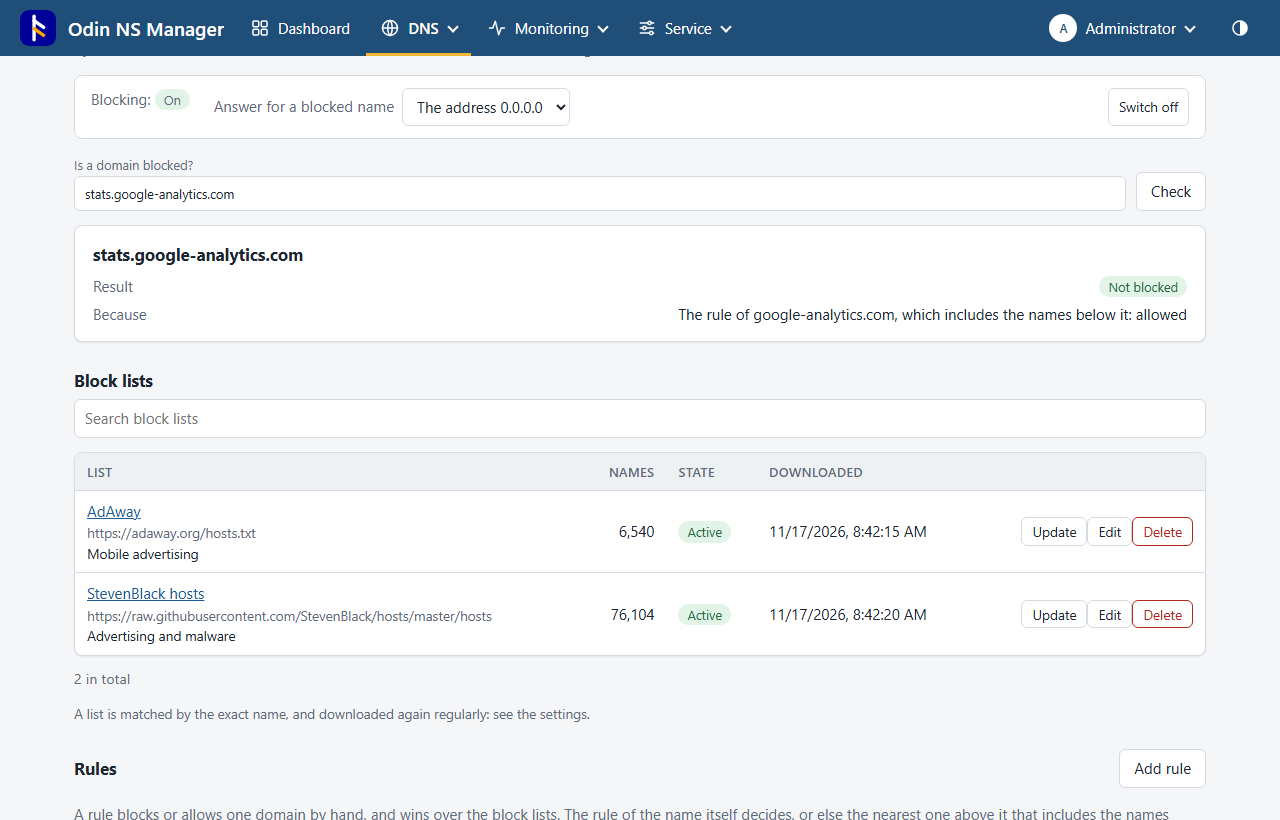 Odin NS Manager
Dashboard
DNS
Monitoring
Service
A
Administrator
Blocking: On
Answer for a blocked name
The address 0.0.0.0
Switch off
Is a domain blocked?
stats.google-analytics.com
Check
stats.google-analytics.com
Result
Not blocked
Because
The rule of google-analytics.com, which includes the names below it: allowed
Block lists
Search block lists
LIST NAMES STATE DOWNLOADED
AdAway
https://adaway.org/hosts.txt
Mobile advertising
6,540 Active 11/17/2026, 8:42:15 AM Update Edit Delete
StevenBlack hosts
https://raw.githubusercontent.com/StevenBlack/hosts/master/hosts
Advertising and malware
76,104 Active 11/17/2026, 8:42:20 AM Update Edit Delete
2 in total
A list is matched by the exact name, and downloaded again regularly: see the settings.
Rules
Add rule
A rule blocks or allows one domain by hand, and wins over the block lists. The rule of the name itself decides, or else the nearest one above it that includes the names